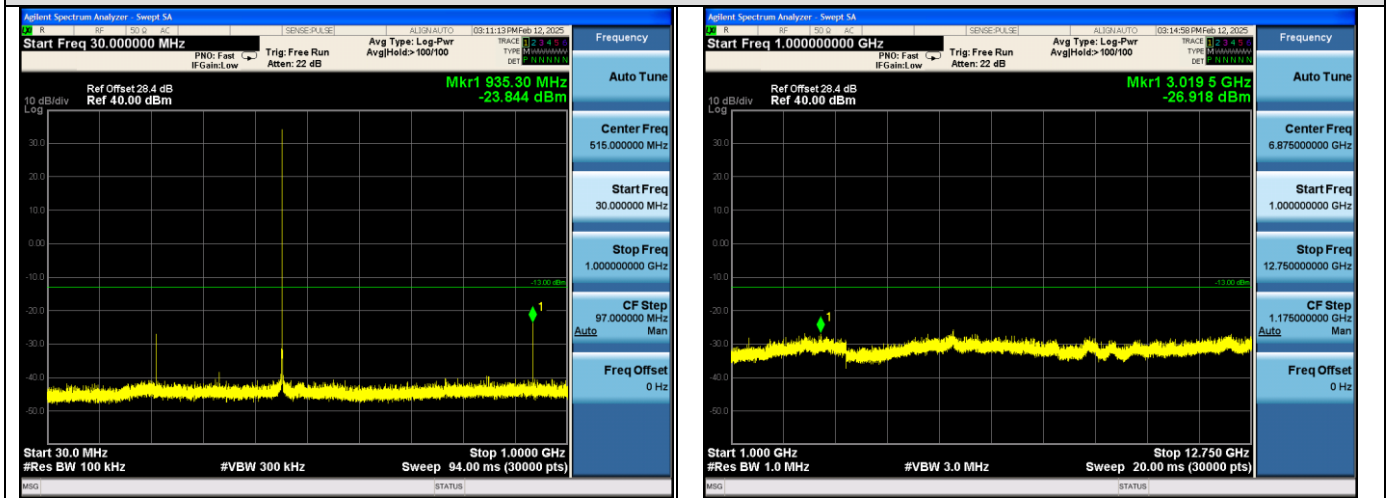 Agilent Spectrum Analyzer - Swept SA
R RF 50 Ω AC SENSE:PULSE ALIGN AUTO 03:11:13 PM Feb 12, 2025
Start Freq 30.000000 MHz
PNO: Fast
IFGain:Low
Trig: Free Run
Atten: 22 dB
Avg Type: Log-Pwr
Avg|Hold:>100/100
TRACE 1 2 3 4 5 6
TYPE MWWWWW
DET P NNNNN
Mkr1 935.30 MHz
-23.844 dBm
Ref Offset 28.4 dB
Ref 40.00 dBm
10 dB/div
Log
30.0
20.0
10.0
0.00
-10.0
-13.00 dBm
-20.0
1
-30.0
-40.0
-50.0
Start 30.0 MHz
Stop 1.0000 GHz
#Res BW 100 kHz
#VBW 300 kHz
Sweep 94.00 ms (30000 pts)
MSG
STATUS
Frequency
Auto Tune
Center Freq
515.000000 MHz
Start Freq
30.000000 MHz
Stop Freq
1.000000000 GHz
CF Step
97.000000 MHz
Auto Man
Freq Offset
0 Hz
Agilent Spectrum Analyzer - Swept SA
R RF 50 Ω AC SENSE:PULSE ALIGN AUTO 03:14:58 PM Feb 12, 2025
Start Freq 1.000000000 GHz
PNO: Fast
IFGain:Low
Trig: Free Run
Atten: 22 dB
Avg Type: Log-Pwr
Avg|Hold:>100/100
TRACE 1 2 3 4 5 6
TYPE MWWWWW
DET P NNNNN
Mkr1 3.019 5 GHz
-26.918 dBm
Ref Offset 28.4 dB
Ref 40.00 dBm
10 dB/div
Log
30.0
20.0
10.0
0.00
-10.0
-13.00 dBm
-20.0
1
-30.0
-40.0
-50.0
Start 1.000 GHz
Stop 12.750 GHz
#Res BW 1.0 MHz
#VBW 3.0 MHz
Sweep 20.00 ms (30000 pts)
MSG
STATUS
Frequency
Auto Tune
Center Freq
6.875000000 GHz
Start Freq
1.000000000 GHz
Stop Freq
12.750000000 GHz
CF Step
1.175000000 GHz
Auto Man
Freq Offset
0 Hz